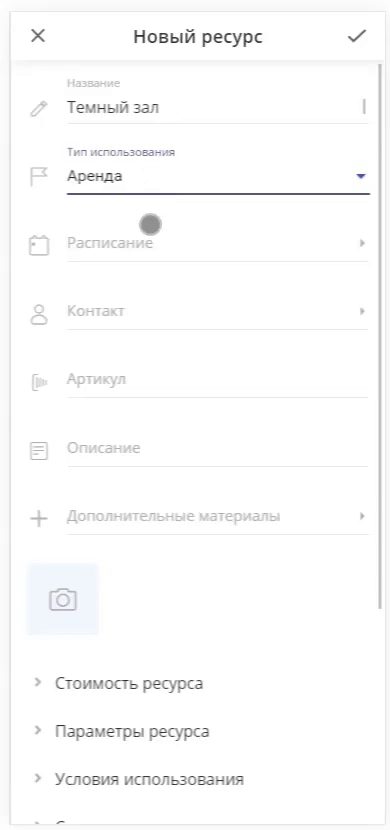 Новый ресурс
Название
Темный зал
Тип использования
Аренда
Расписание
Контакт
Артикул
Описание
Дополнительные материалы
Стоимость ресурса
Параметры ресурса
Условия использования